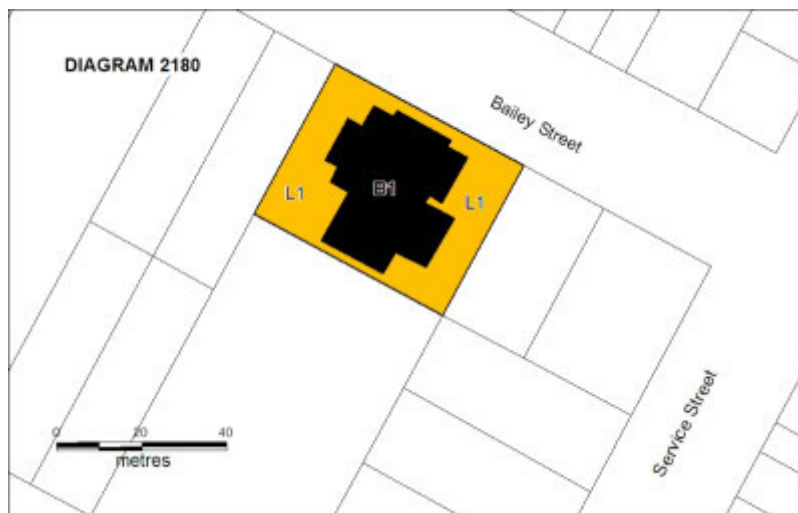 DIAGRAM 2180
Bailey Street
B1
L1
L1
Service Street
0 20 40
metres